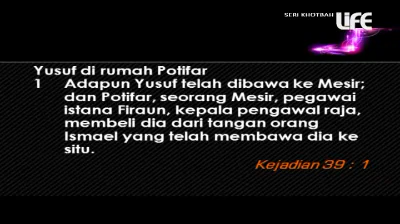 SERI KHOTBAH
LiFE
Yusuf di rumah Potifar
1 Adapun Yusuf telah dibawa ke Mesir;
dan Potifar, seorang Mesir, pegawai
istana Firaun, kepala pengawal raja,
membeli dia dari tangan orang
Ismael yang telah membawa dia ke
situ.
Kejadian 39 : 1